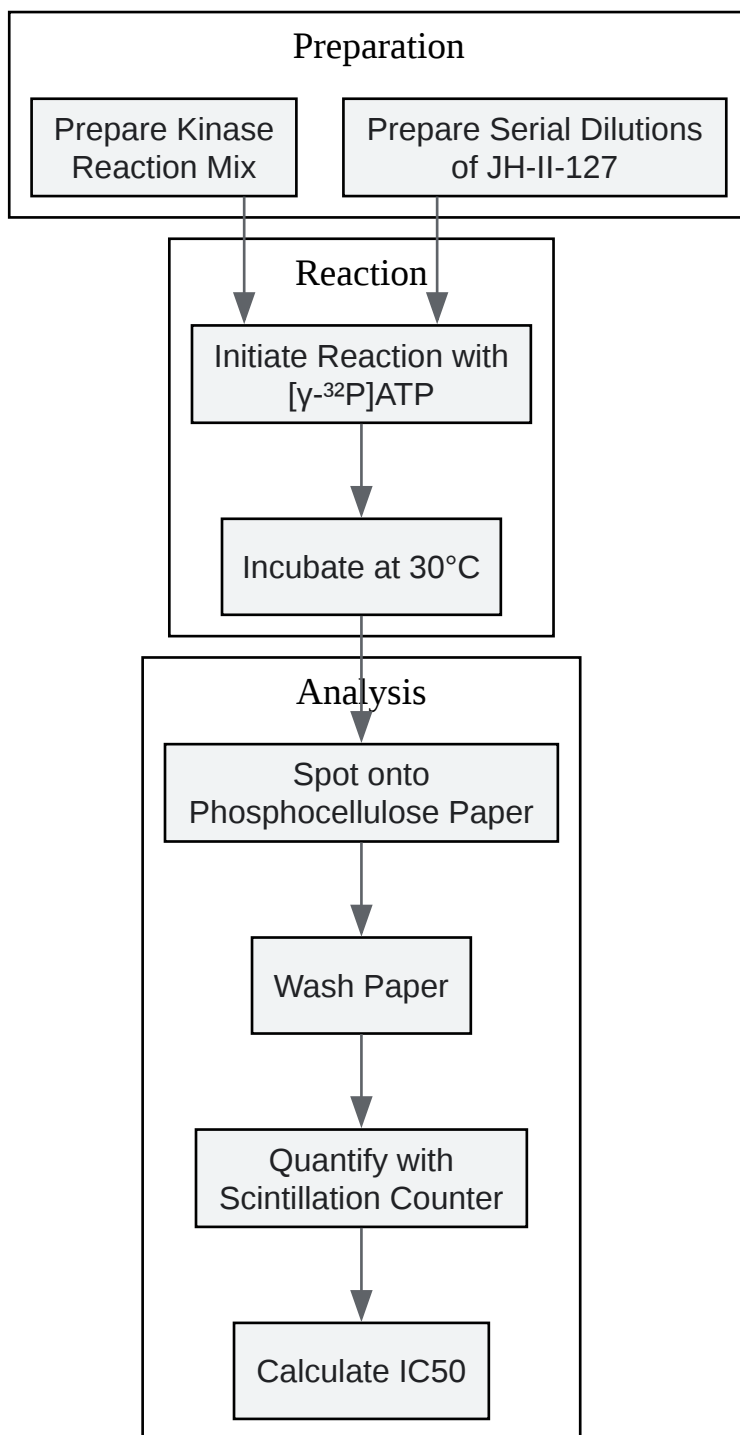 Preparation
Prepare Kinase
Reaction Mix
Prepare Serial Dilutions
of JH-II-127
Reaction
Initiate Reaction with
[γ-³²P]ATP
Incubate at 30°C
Analysis
Spot onto
Phosphocellulose Paper
Wash Paper
Quantify with
Scintillation Counter
Calculate IC50